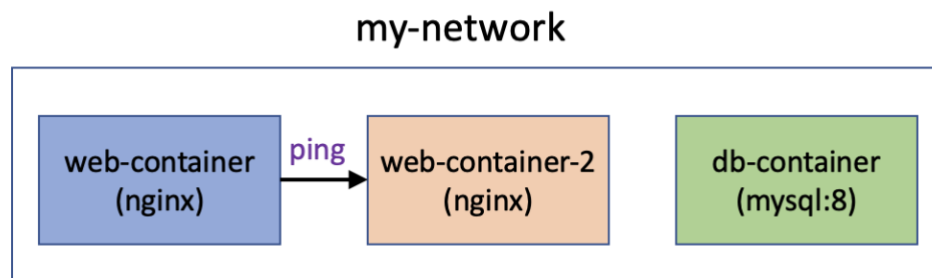 my-network
web-container
(nginx)
ping
web-container-2
(nginx)
db-container
(mysql:8)